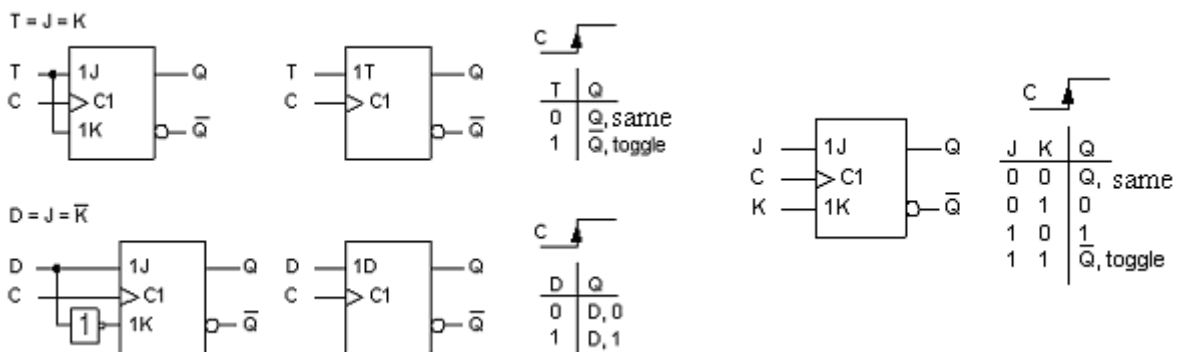 T = J = K
T 1J Q
C C1
1K Q̅
T 1T Q
C C1
Q̅
C
T Q
0 Q, same
1 Q̅, toggle
D = J = K̅
D 1J Q
C C1
1 1K Q̅
D 1D Q
C C1
Q̅
C
D Q
0 D, 0
1 D, 1
J 1J Q
C C1
K 1K Q̅
C
J K Q
0 0 Q, same
0 1 0
1 0 1
1 1 Q̅, toggle